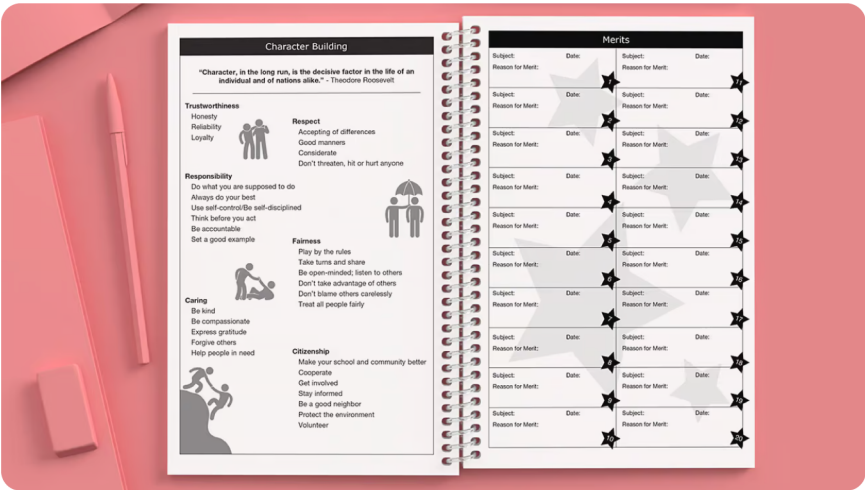 Character Building
“Character, in the long run, is the decisive factor in the life of an
individual and of nations alike.” - Theodore Roosevelt
Trustworthiness
Honesty
Reliability
Loyalty
Respect
Accepting of differences
Good manners
Considerate
Don't threaten, hit or hurt anyone
Responsibility
Do what you are supposed to do
Always do your best
Use self-control/Be self-disciplined
Think before you act
Be accountable
Set a good example
Fairness
Play by the rules
Take turns and share
Be open-minded; listen to others
Don't take advantage of others
Don't blame others carelessly
Treat all people fairly
Caring
Be kind
Be compassionate
Express gratitude
Forgive others
Help people in need
Citizenship
Make your school and community better
Cooperate
Get involved
Stay informed
Be a good neighbor
Protect the environment
Volunteer
Merits
Subject: Date: Subject: Date:
Reason for Merit: Reason for Merit:
1 11
Subject: Date: Subject: Date:
Reason for Merit: Reason for Merit:
2 12
Subject: Date: Subject: Date:
Reason for Merit: Reason for Merit:
3 13
Subject: Date: Subject: Date:
Reason for Merit: Reason for Merit:
4 14
Subject: Date: Subject: Date:
Reason for Merit: Reason for Merit:
5 15
Subject: Date: Subject: Date:
Reason for Merit: Reason for Merit:
6 16
Subject: Date: Subject: Date:
Reason for Merit: Reason for Merit:
7 17
Subject: Date: Subject: Date:
Reason for Merit: Reason for Merit:
8 18
Subject: Date: Subject: Date:
Reason for Merit: Reason for Merit:
9 19
Subject: Date: Subject: Date:
Reason for Merit: Reason for Merit:
10 20